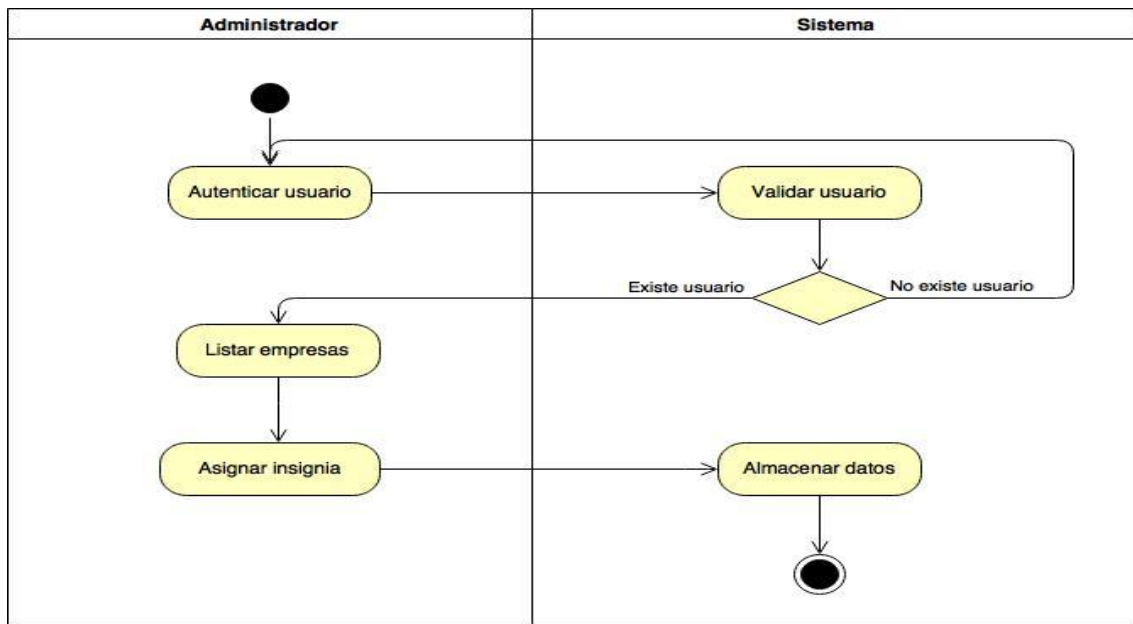 Administrador
Sistema
Autenticar usuario
Validar usuario
Existe usuario
No existe usuario
Listar empresas
Asignar insignia
Almacenar datos